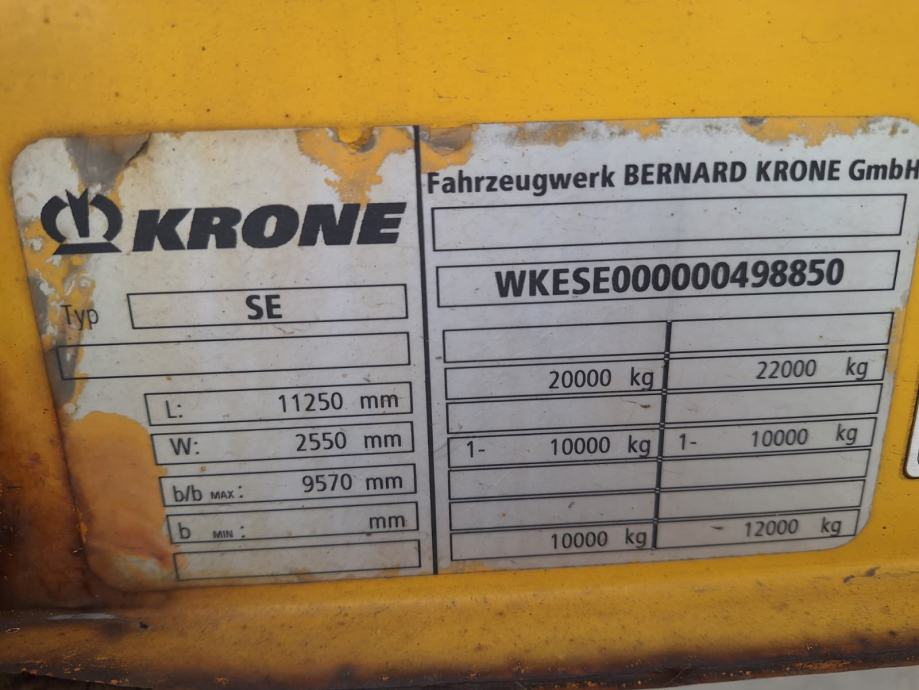 KRONE
Typ SE
L: 11250 mm
W: 2550 mm
b/b MAX: 9570 mm
b MIN: mm
Fahrzeugwerk BERNARD KRONE GmbH
WKESE000000498850
20000 kg 22000 kg
1- 10000 kg 1- 10000 kg
10000 kg 12000 kg